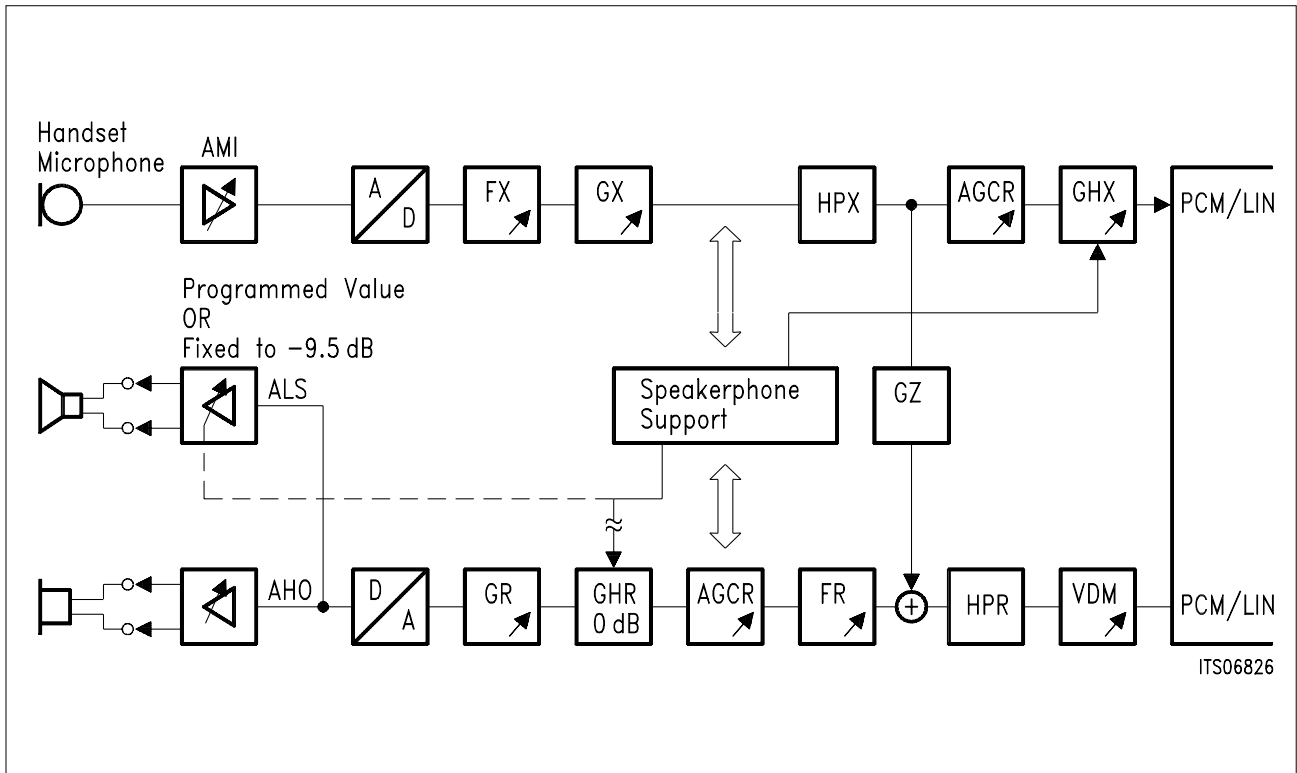 Handset
Microphone
AMI
A
D
FX
GX
HPX
AGCR
GHX
PCM/LIN
Programmed Value
OR
Fixed to -9.5 dB
ALS
Speakerphone
Support
GZ
AHO
D
A
GR
GHR
0 dB
AGCR
FR
+
HPR
VDM
PCM/LIN
ITS06826